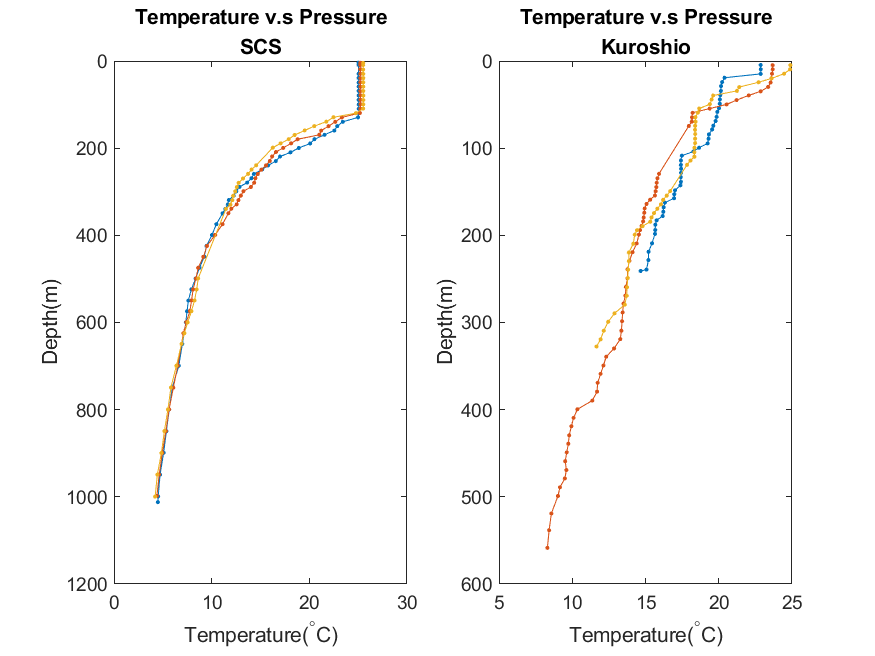 Temperature v.s Pressure
SCS
0
200
400
600
800
1000
1200
Depth(m)
0
10
20
30
Temperature(°C)
Temperature v.s Pressure
Kuroshio
0
100
200
300
400
500
600
Depth(m)
5
10
15
20
25
Temperature(°C)